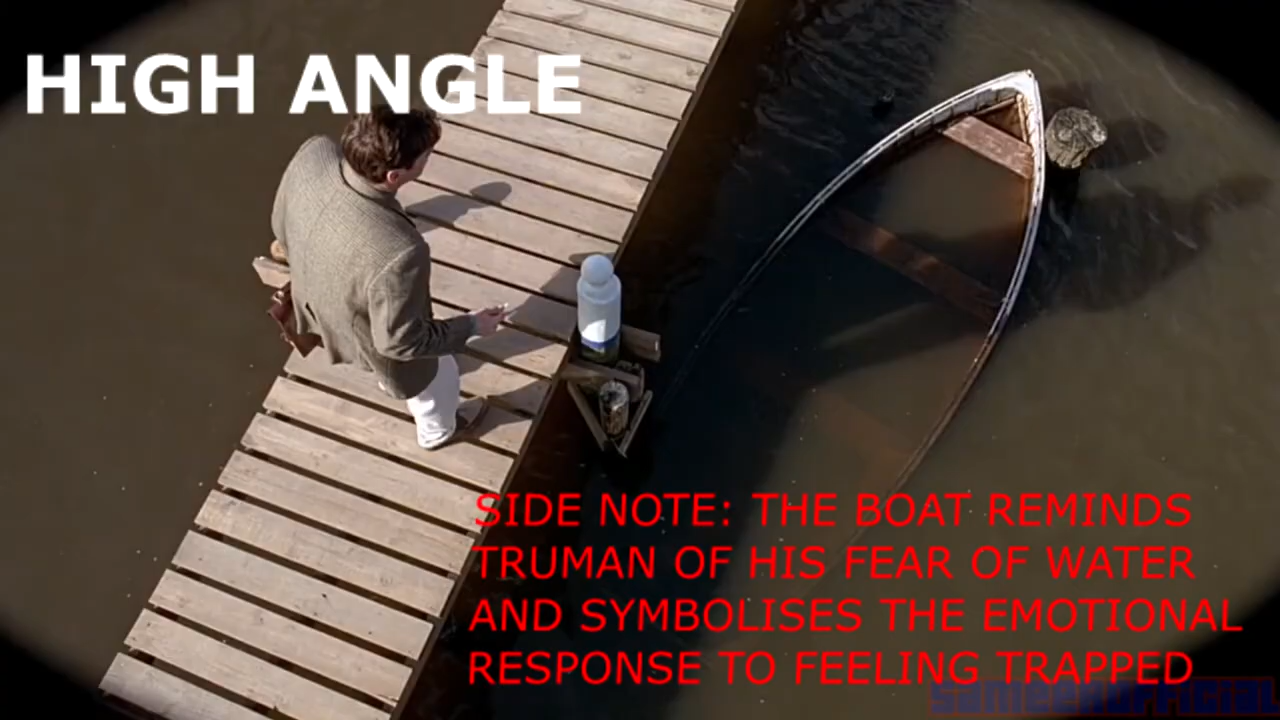 HIGH ANGLE
SIDE NOTE: THE BOAT REMINDS
TRUMAN OF HIS FEAR OF WATER
AND SYMBOLISES THE EMOTIONAL
RESPONSE TO FEELING TRAPPED
sameenofficial